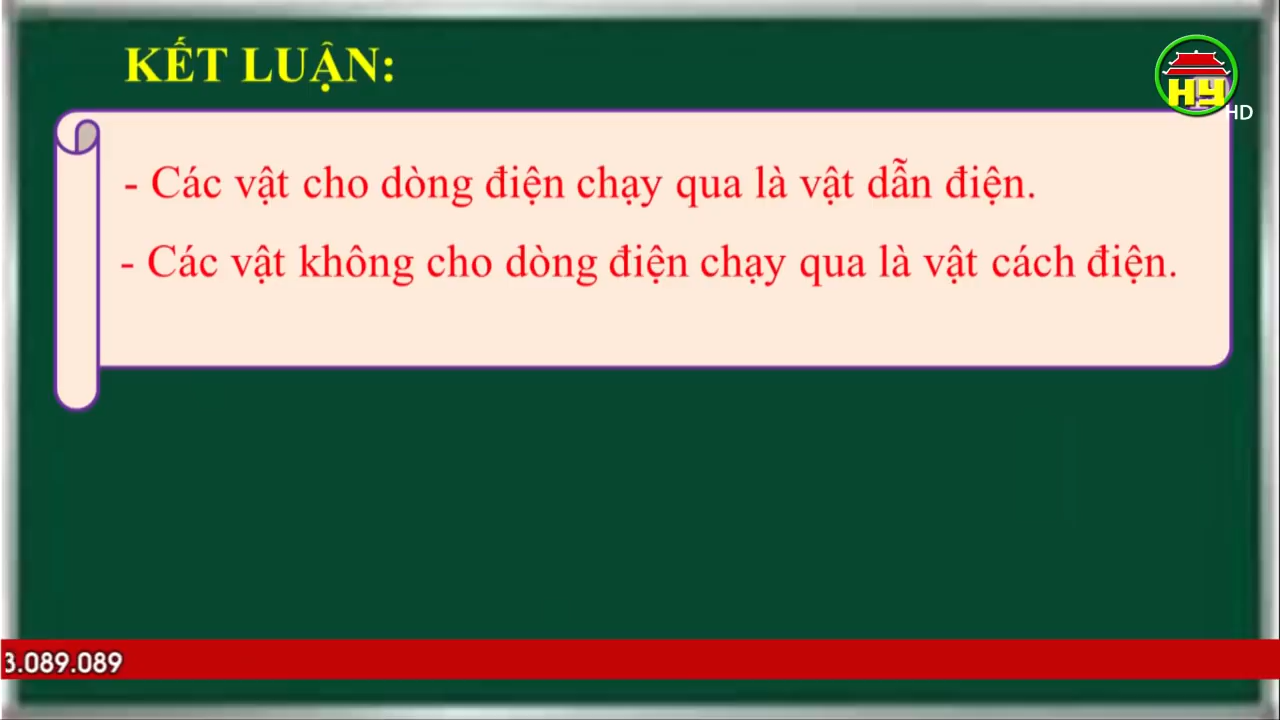 KẾT LUẬN:
HY
HD
- Các vật cho dòng điện chạy qua là vật dẫn điện.
- Các vật không cho dòng điện chạy qua là vật cách điện.
3.089.089